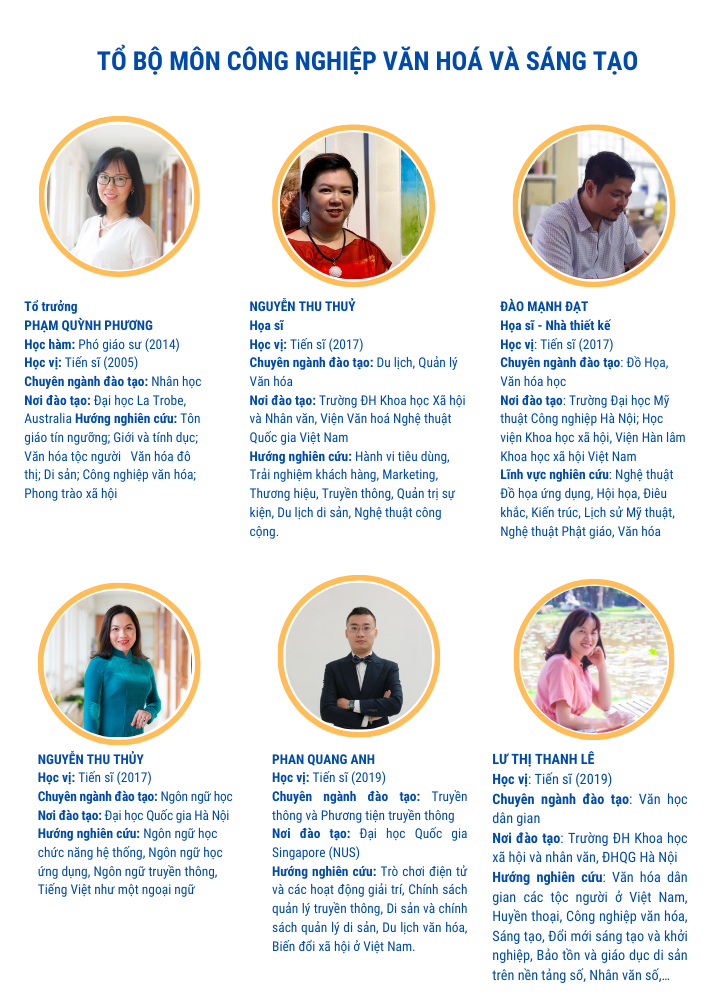 TỔ BỘ MÔN CÔNG NGHIỆP VĂN HOÁ VÀ SÁNG TẠO
Tổ trưởng
PHẠM QUỲNH PHƯƠNG
Học hàm: Phó giáo sư (2014)
Học vị: Tiến sĩ (2005)
Chuyên ngành đào tạo: Nhân học
Nơi đào tạo: Đại học La Trobe,
Australia Hướng nghiên cứu: Tôn
giáo tín ngưỡng; Giới và tính dục;
Văn hóa tộc người Văn hóa đô
thị; Di sản; Công nghiệp văn hóa;
Phong trào xã hội
NGUYỄN THU THUỶ
Họa sĩ
Học vị: Tiến sĩ (2017)
Chuyên ngành đào tạo: Du lịch, Quản lý
Văn hóa
Nơi đào tạo: Trường ĐH Khoa học Xã hội
và Nhân văn, Viện Văn hoá Nghệ thuật
Quốc gia Việt Nam
Hướng nghiên cứu: Hành vi tiêu dùng,
Trải nghiệm khách hàng, Marketing,
Thương hiệu, Truyền thông, Quản trị sự
kiện, Du lịch di sản, Nghệ thuật công
cộng.
ĐÀO MẠNH ĐẠT
Họa sĩ - Nhà thiết kế
Học vị: Tiến sĩ (2017)
Chuyên ngành đào tạo: Đồ Họa,
Văn hóa học
Nơi đào tạo: Trường Đại học Mỹ
thuật Công nghiệp Hà Nội; Học
viện Khoa học xã hội, Viện Hàn lâm
Khoa học xã hội Việt Nam
Lĩnh vực nghiên cứu: Nghệ thuật
Đồ họa ứng dụng, Hội họa, Điêu
khắc, Kiến trúc, Lịch sử Mỹ thuật,
Nghệ thuật Phật giáo, Văn hóa
NGUYỄN THU THỦY
Học vị: Tiến sĩ (2017)
Chuyên ngành đào tạo: Ngôn ngữ học
Nơi đào tạo: Đại học Quốc gia Hà Nội
Hướng nghiên cứu: Ngôn ngữ học
chức năng hệ thống, Ngôn ngữ học
ứng dụng, Ngôn ngữ truyền thông,
Tiếng Việt như một ngoại ngữ
PHAN QUANG ANH
Học vị: Tiến sĩ (2019)
Chuyên ngành đào tạo: Truyền
thông và Phương tiện truyền thông
Nơi đào tạo: Đại học Quốc gia
Singapore (NUS)
Hướng nghiên cứu: Trò chơi điện tử
và các hoạt động giải trí, Chính sách
quản lý truyền thông, Di sản và chính
sách quản lý di sản, Du lịch văn hóa,
Biến đổi xã hội ở Việt Nam.
LƯ THỊ THANH LÊ
Học vị: Tiến sĩ (2019)
Chuyên ngành đào tạo: Văn học
dân gian
Nơi đào tạo: Trường ĐH Khoa học
xã hội và nhân văn, ĐHQG Hà Nội
Hướng nghiên cứu: Văn hóa dân
gian các tộc người ở Việt Nam,
Huyền thoại, Công nghiệp văn hóa,
Sáng tạo, Đổi mới sáng tạo và khởi
nghiệp, Bảo tồn và giáo dục di sản
trên nền tảng số, Nhân văn số,...